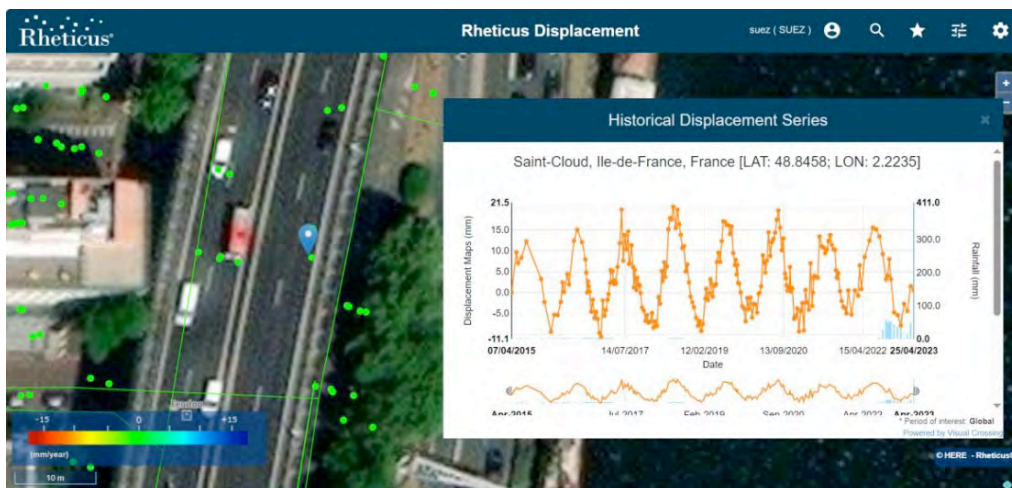 Rheticus®
Rheticus Displacement
suez ( SUEZ )
+
−
Historical Displacement Series
×
Saint-Cloud, Ile-de-France, France [LAT: 48.8458; LON: 2.2235]
21.5
15.0
10.0
5.0
0.0
-5.0
-11.1
Displacement Maps (mm)
411.0
300.0
200.0
100.0
0.0
Rainfall (mm)
07/04/2015 14/07/2017 12/02/2019 13/09/2020 15/04/2022 25/04/2023
Date
Apr-2015 Jul-2017 Feb-2019 Sep-2020 Apr-2022 Apr-2023
* Period of interest: Global
Powered by Visual Crossing
-15 0 +15
(mm/year)
10 m
© HERE - Rheticus®